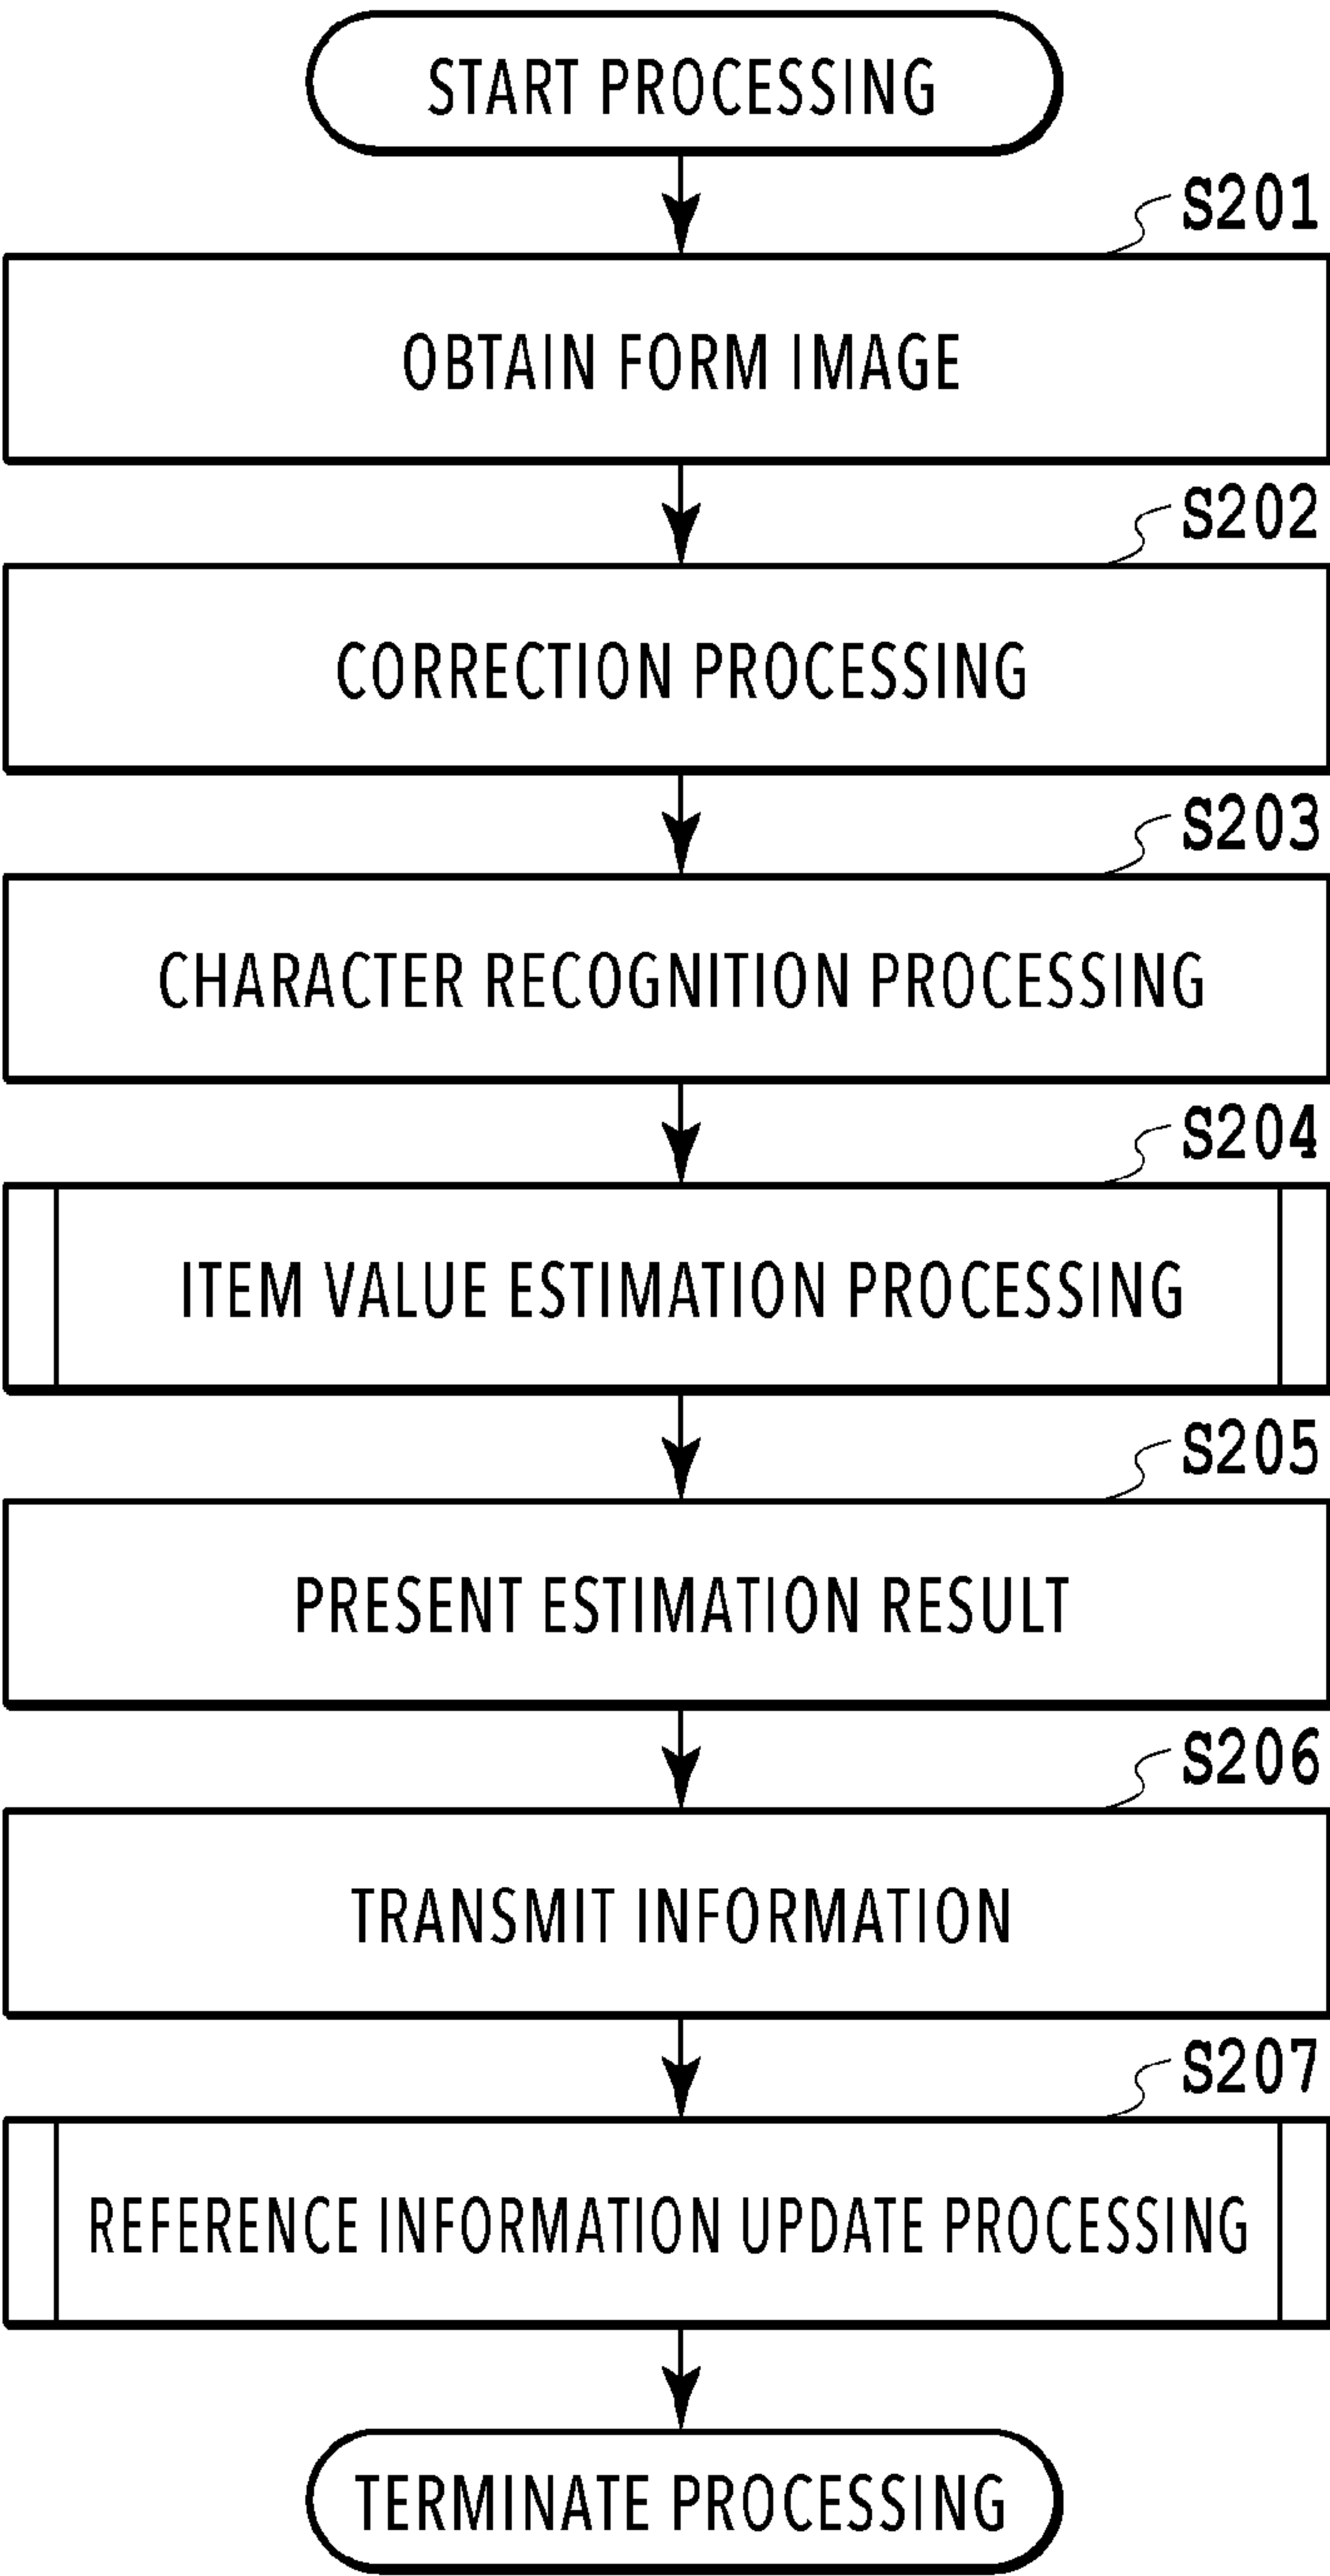 START PROCESSING
S201
OBTAIN FORM IMAGE
S202
CORRECTION PROCESSING
S203
CHARACTER RECOGNITION PROCESSING
S204
ITEM VALUE ESTIMATION PROCESSING
S205
PRESENT ESTIMATION RESULT
S206
TRANSMIT INFORMATION
S207
REFERENCE INFORMATION UPDATE PROCESSING
TERMINATE PROCESSING